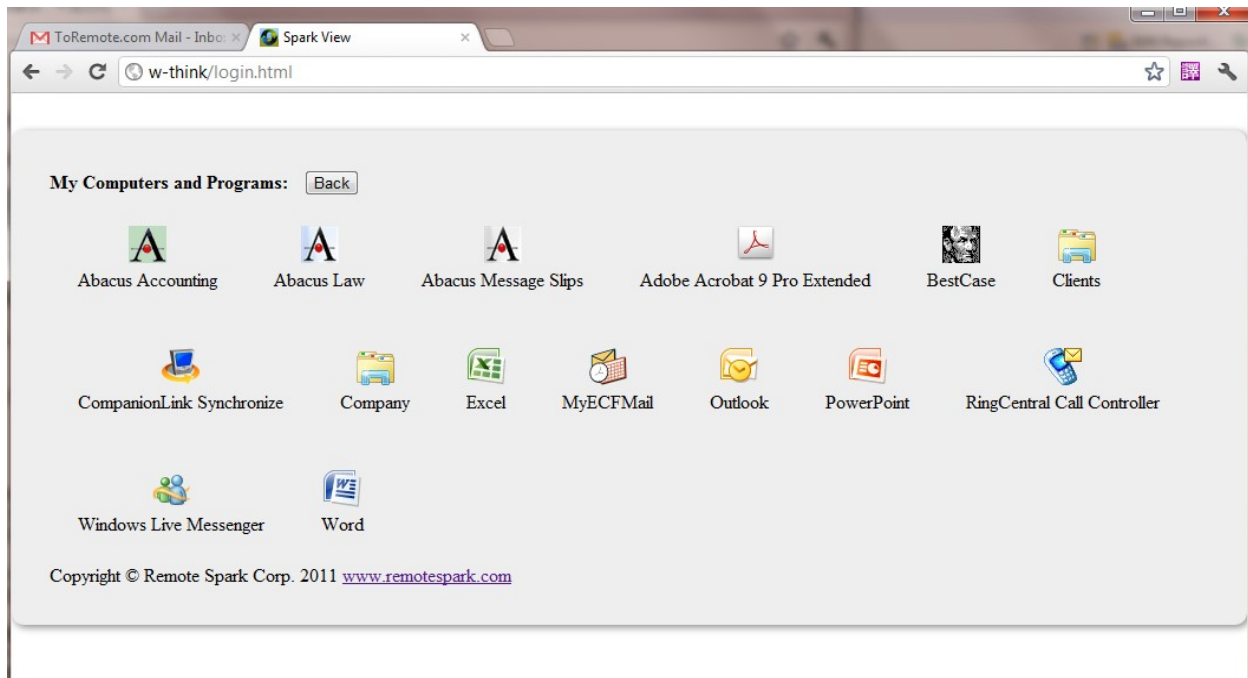 ToRemote.com Mail - Inbo
Spark View
w-think/login.html
譯
My Computers and Programs: Back
Abacus Accounting Abacus Law Abacus Message Slips Adobe Acrobat 9 Pro Extended BestCase Clients
CompanionLink Synchronize Company Excel MyECFMail Outlook PowerPoint RingCentral Call Controller
Windows Live Messenger Word
Copyright © Remote Spark Corp. 2011 www.remotespark.com